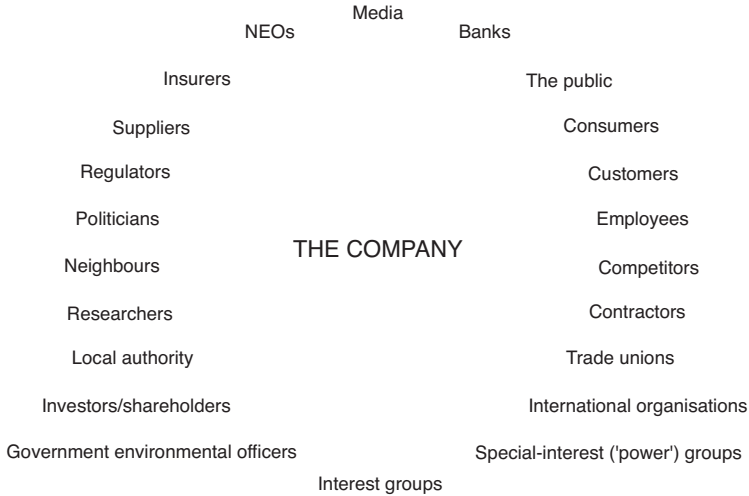 Media
NEOs Banks
Insurers The public
Suppliers Consumers
Regulators Customers
Politicians Employees
THE COMPANY
Neighbours Competitors
Researchers Contractors
Local authority Trade unions
Investors/shareholders International organisations
Government environmental officers Special-interest ('power') groups
Interest groups